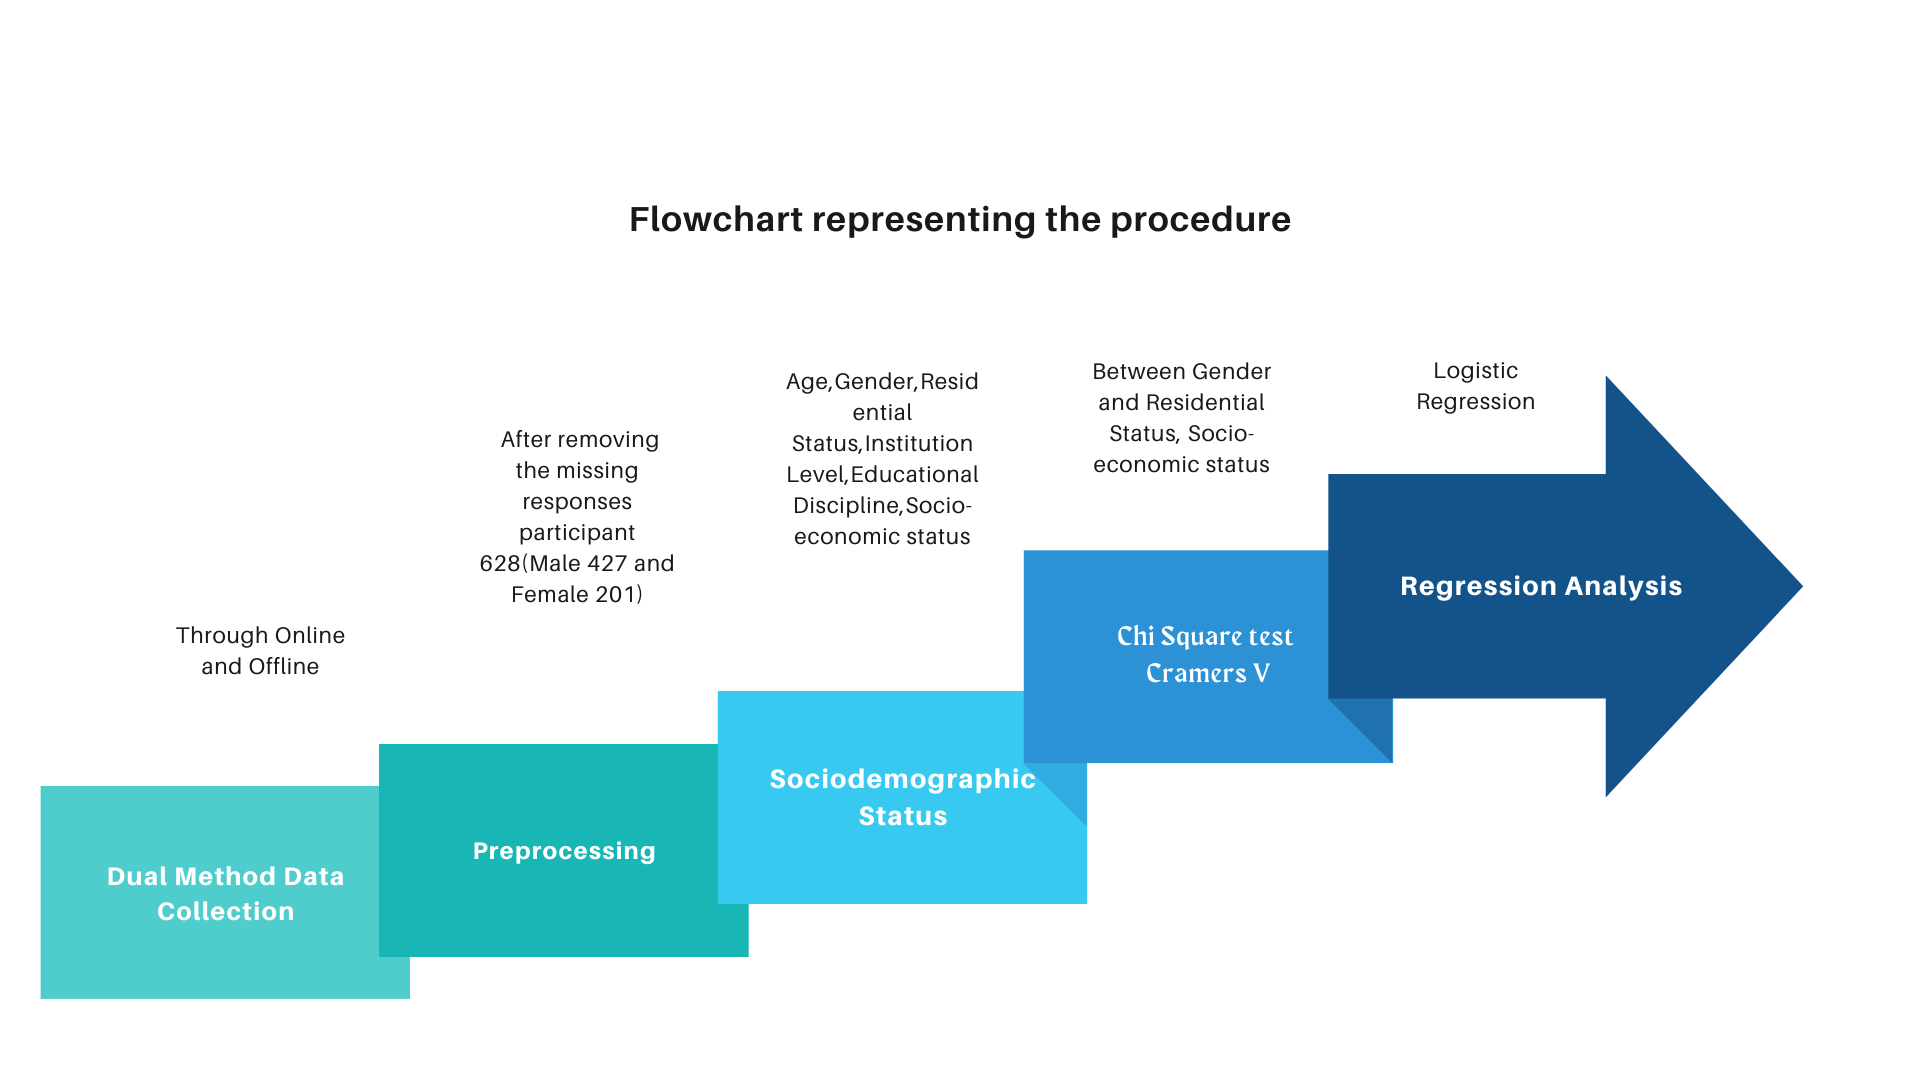 Flowchart representing the procedure
Through Online
and Offline
Dual Method Data
Collection
After removing
the missing
responses
participant
628(Male 427 and
Female 201)
Preprocessing
Age,Gender,Resid
ential
Status,Institution
Level,Educational
Discipline,Socio-
economic status
Sociodemographic
Status
Between Gender
and Residential
Status, Socio-
economic status
Chi Square test
Cramers V
Logistic
Regression
Regression Analysis